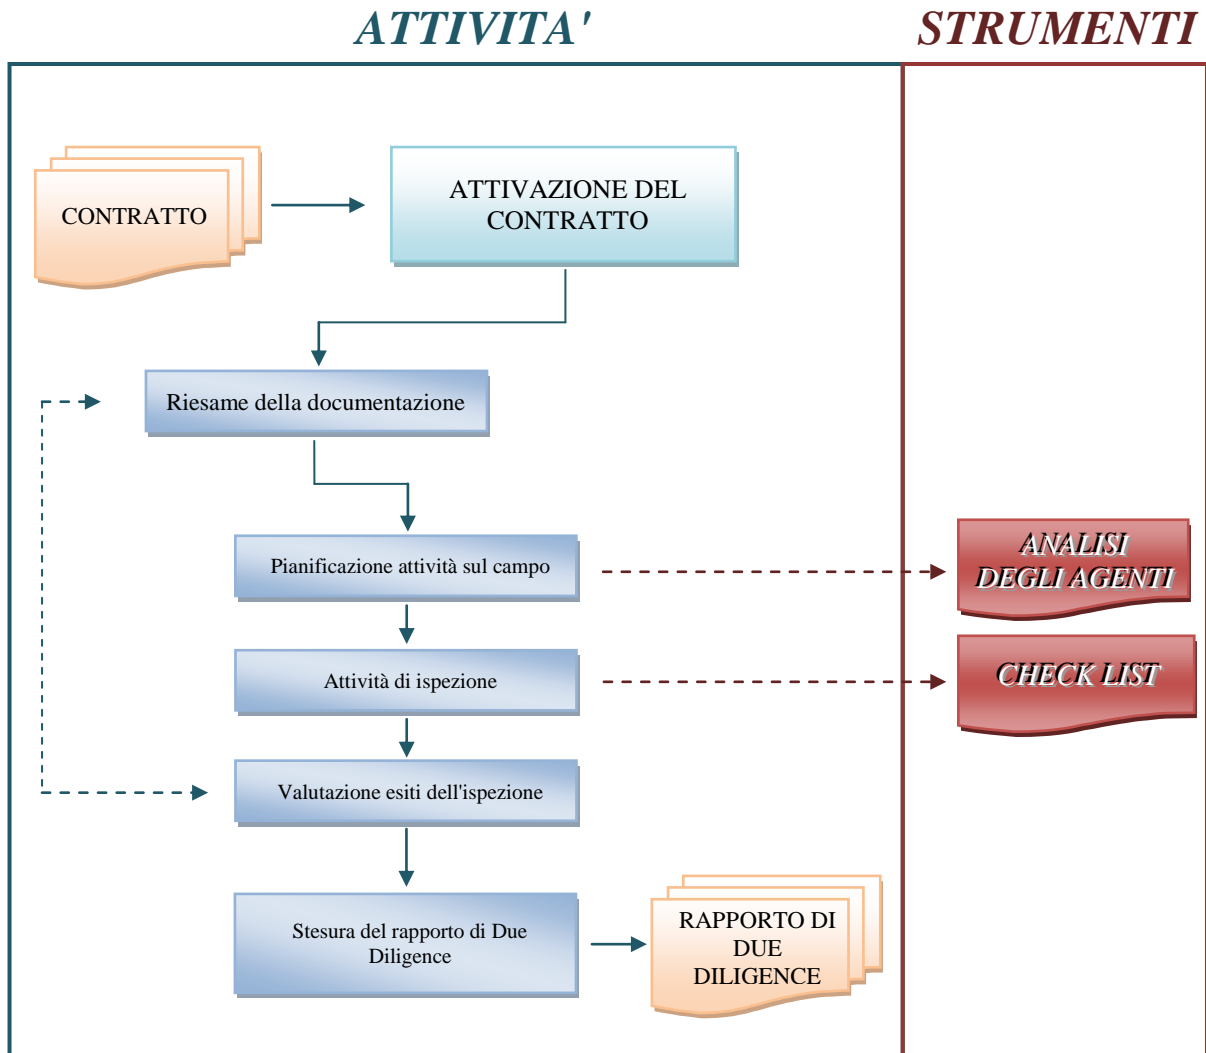 ATTIVITA'
STRUMENTI
CONTRATTO
ATTIVAZIONE DEL
CONTRATTO
Riesame della documentazione
Pianificazione attività sul campo
ANALISI
DEGLI AGENTI
Attività di ispezione
CHECK LIST
Valutazione esiti dell'ispezione
Stesura del rapporto di Due
Diligence
RAPPORTO DI
DUE
DILIGENCE